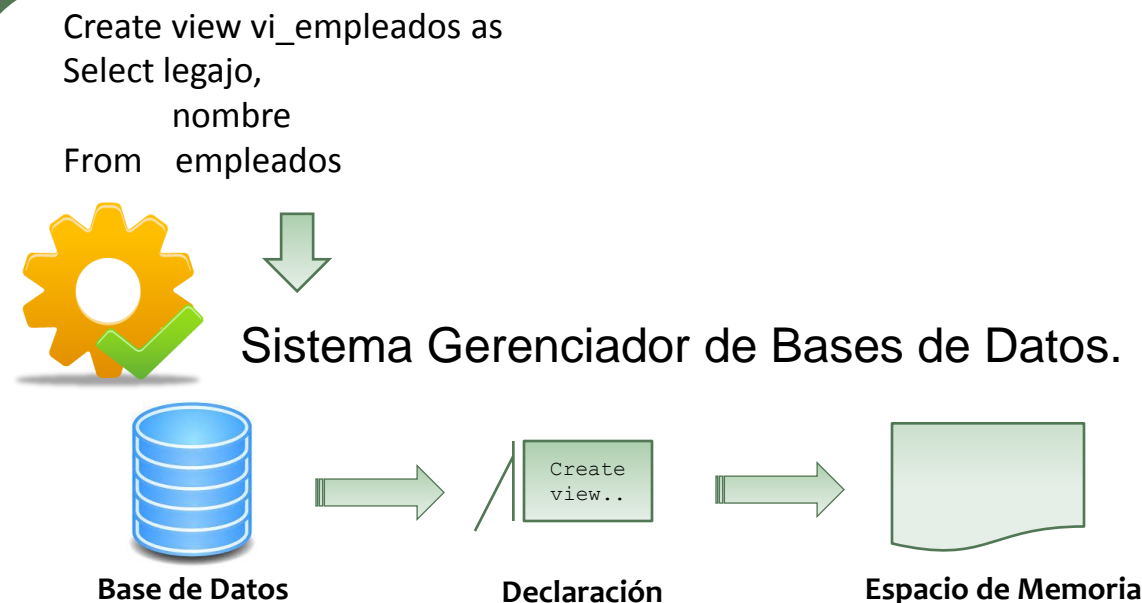 Create view vi_empleados as
Select legajo,
nombre
From empleados
Sistema Gerenciador de Bases de Datos.
Create
view..
Base de Datos
Declaración
Espacio de Memoria